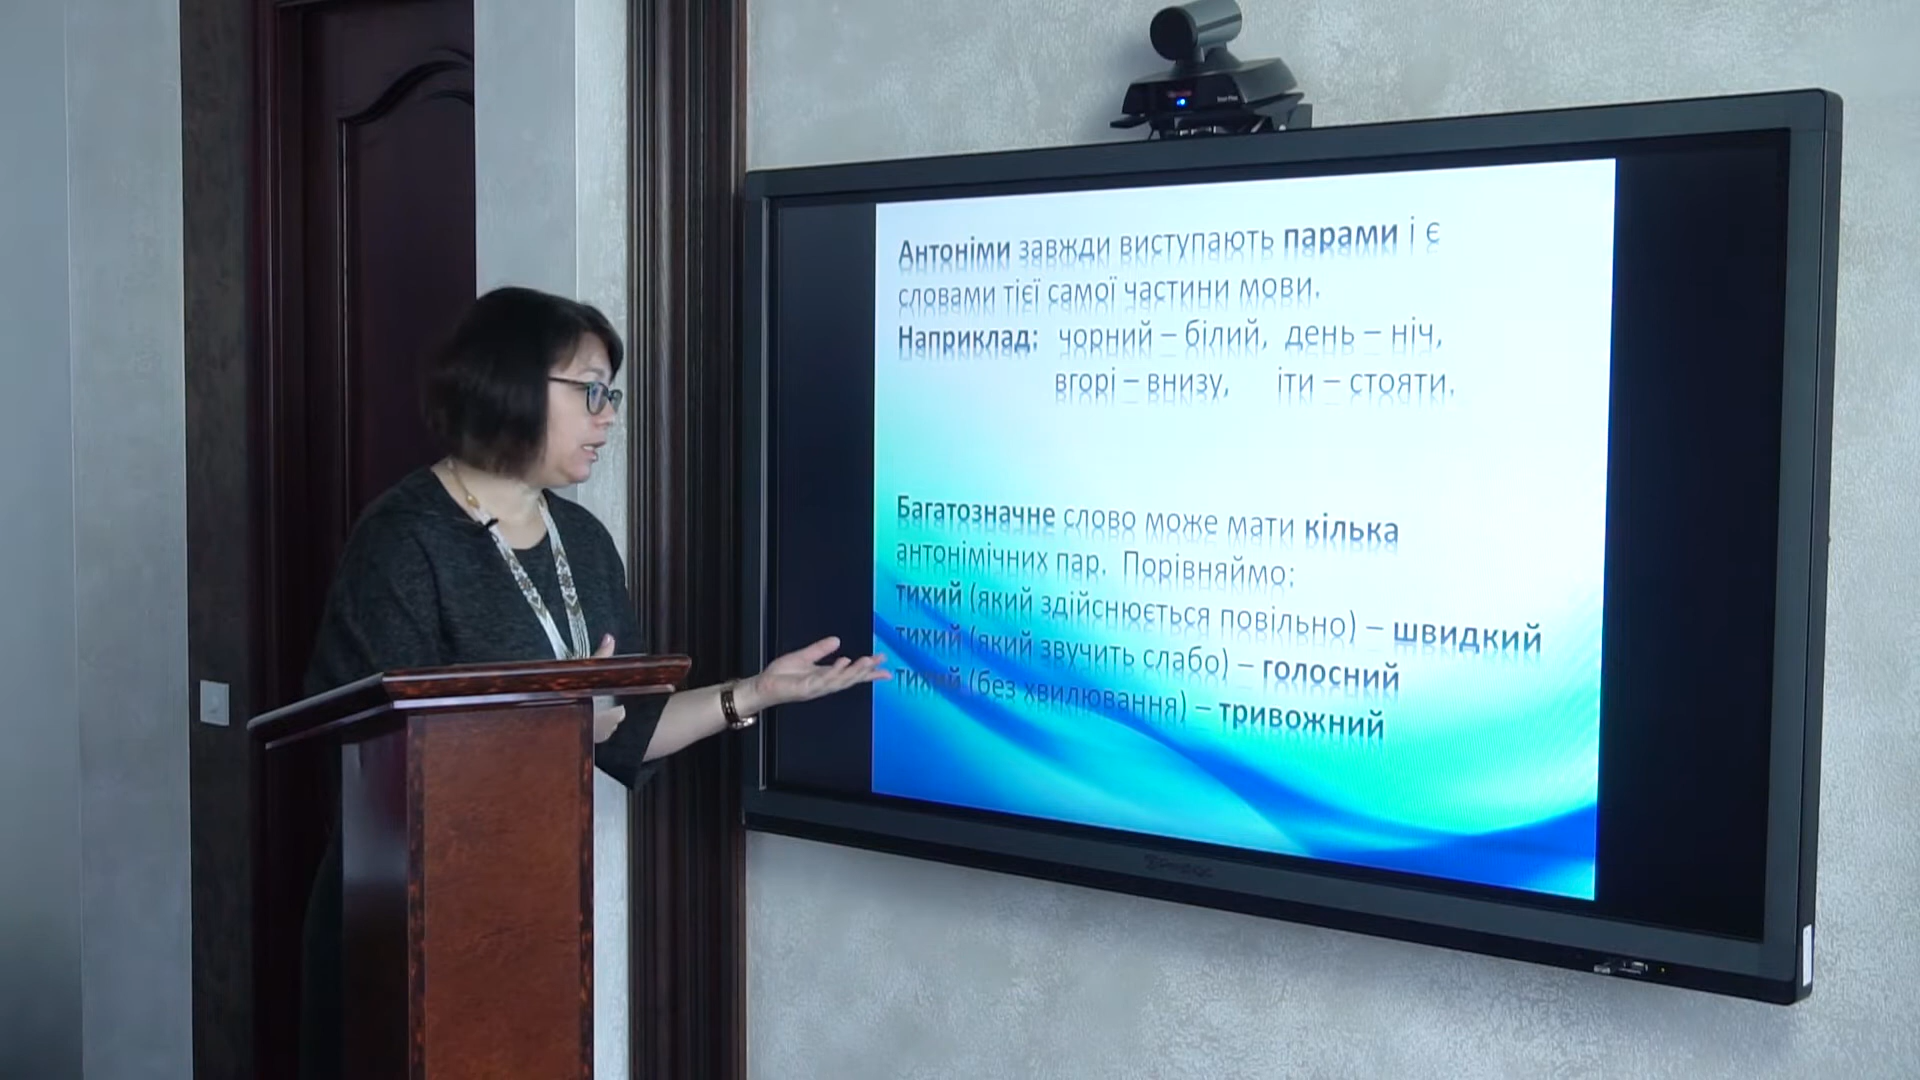 Антоніми завжди виступають парами і є
словами тієї самої частини мови.
Наприклад: чорний – білий, день – ніч,
вгорі – внизу, іти – стояти.
Багатозначне слово може мати кілька
антонімічних пар. Порівняймо:
тихий (який здійснюється повільно) – швидкий
тихий (який звучить слабо) – голосний
тихий (без хвилювання) – тривожний